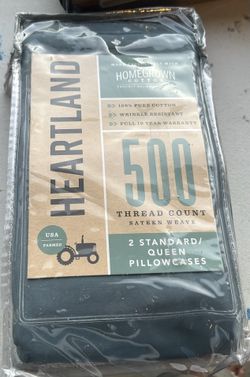 HEARTLAND
HOMEGROWN
COTTON
100% PURE COTTON
WRINKLE RESISTANT
FULL 10 YEAR WARRANTY
500
THREAD COUNT
SATEEN WEAVE
2 STANDARD/
QUEEN
PILLOWCASES
USA
FARMED